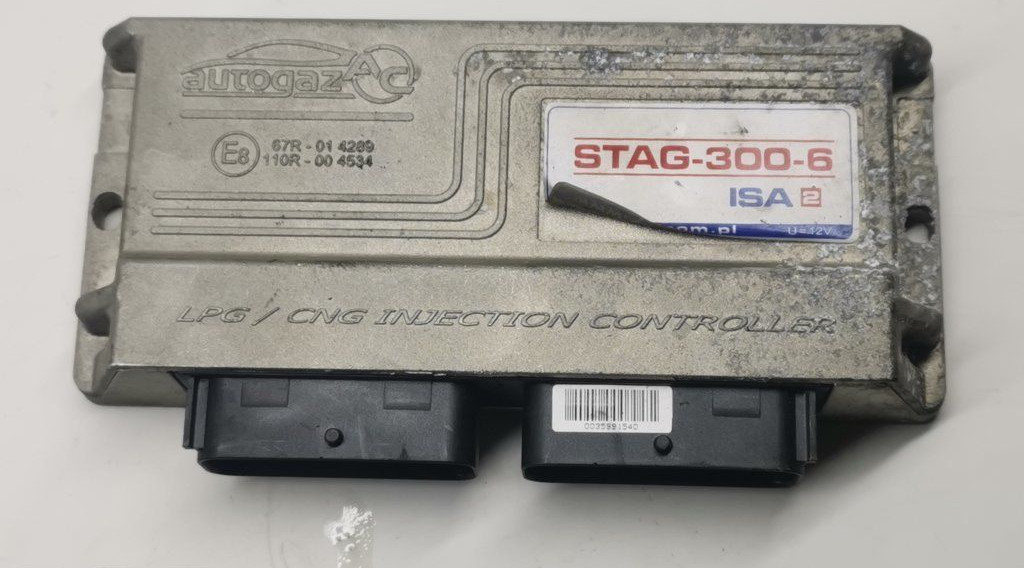 autogaz AC
E8
67R - 01 4289
110R - 00 4534
STAG-300-6
ISA 2
U=12V
LPG / CNG INJECTION CONTROLLER
0035991540